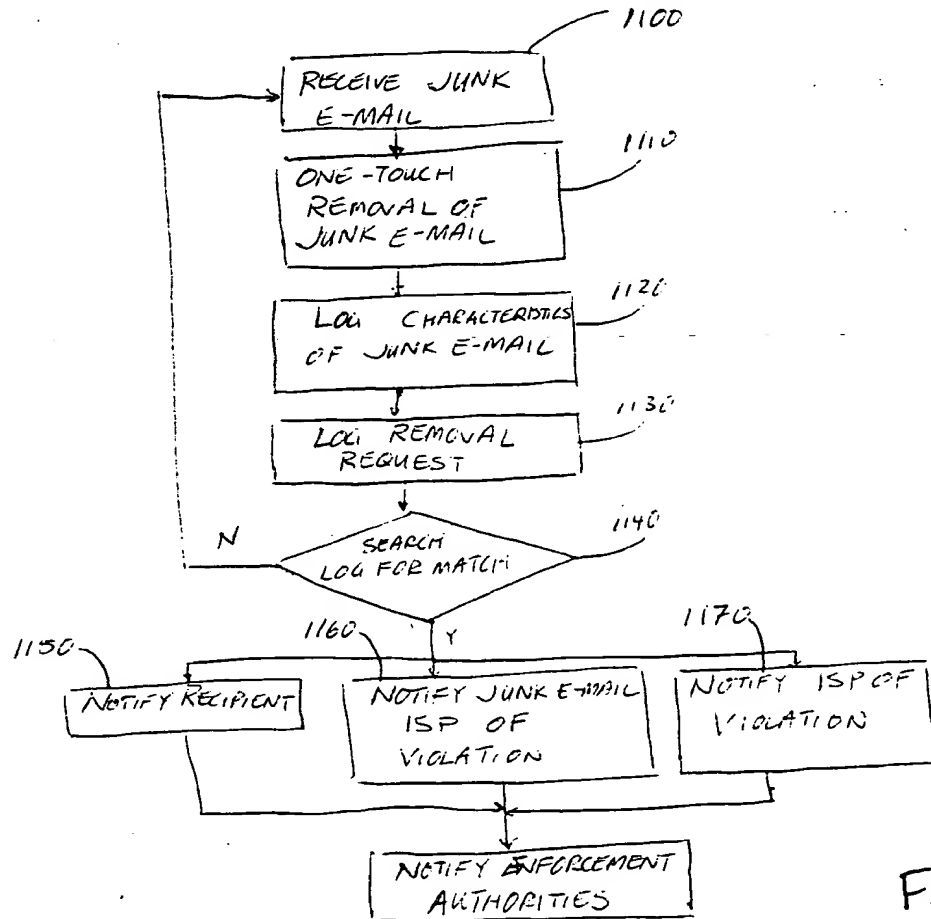 1100
RECEIVE JUNK
E-MAIL
1110
ONE-TOUCH
REMOVAL OF
JUNK E-MAIL
1120
LOG CHARACTERISTICS
OF JUNK E-MAIL
1130
LOG REMOVAL
REQUEST
1140
N
SEARCH
LOG FOR MATCH
Y
1150
1160
1170
NOTIFY RECIPIENT
NOTIFY JUNK E-MAIL
ISP OF
VIOLATION
NOTIFY ISP OF
VIOLATION
NOTIFY ENFORCEMENT
AUTHORITIES